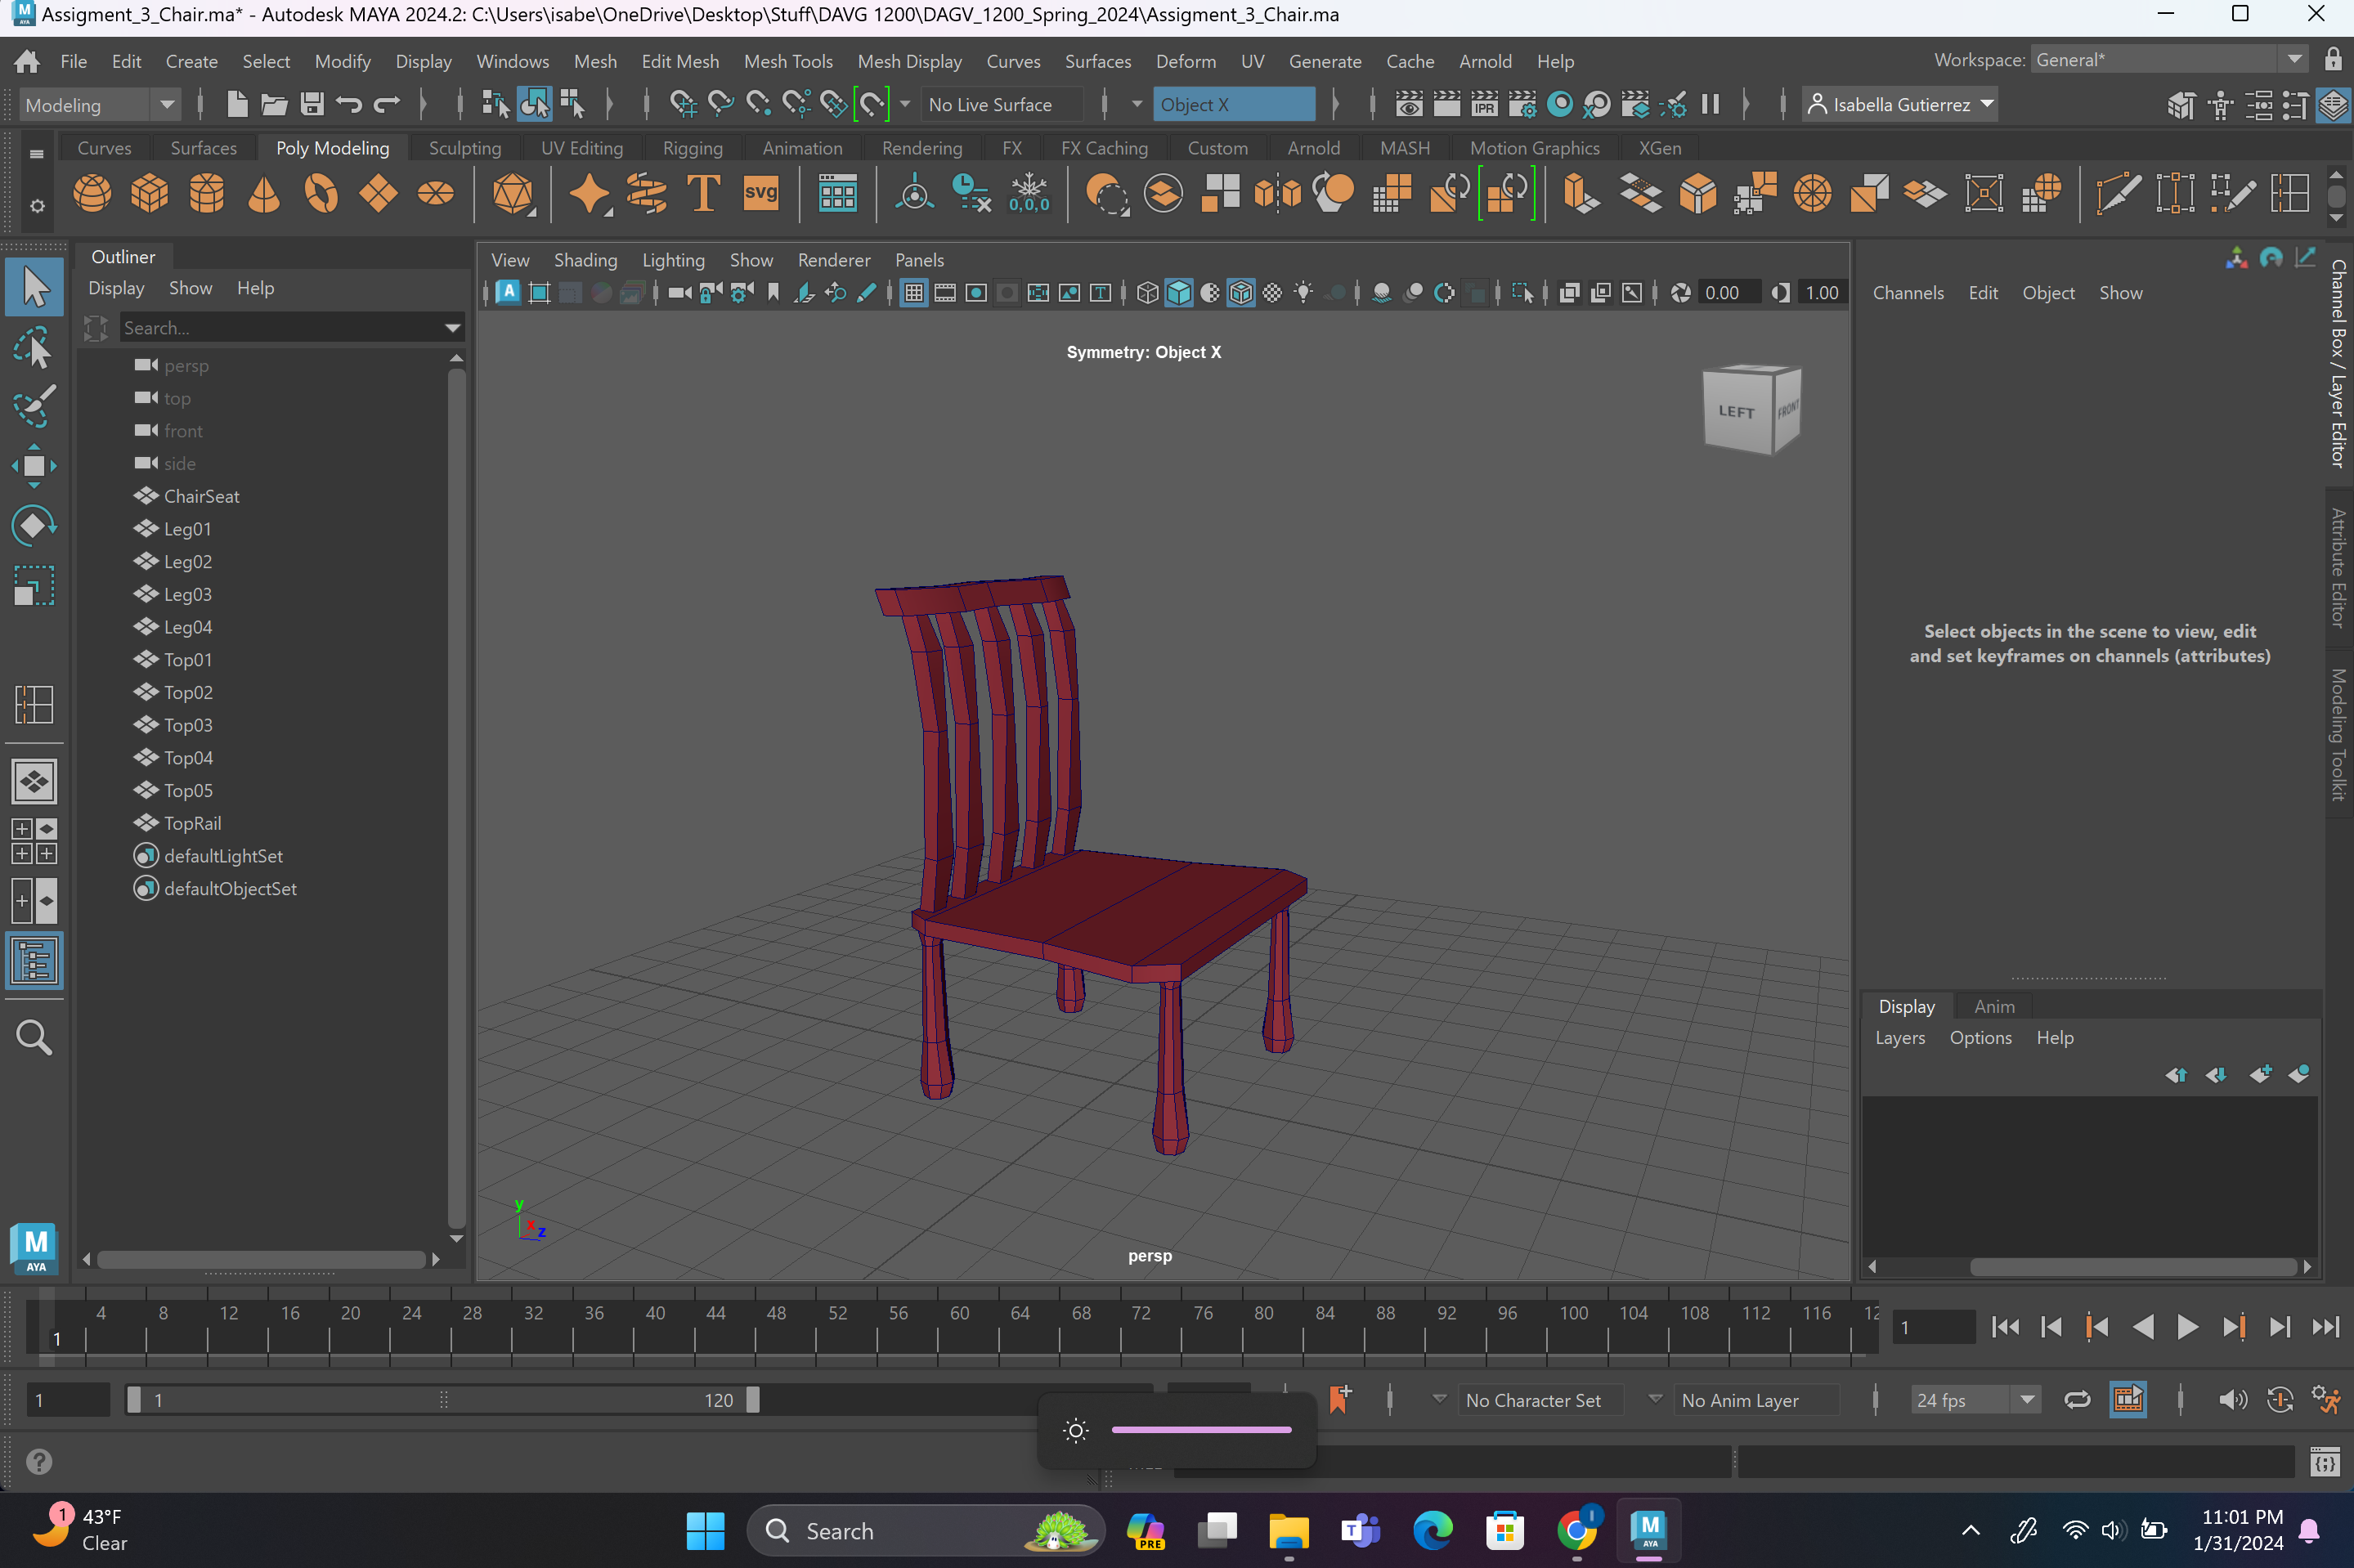 Assigment_3_Chair.ma* - Autodesk MAYA 2024.2: C:\Users\isabe\OneDrive\Desktop\Stuff\DAVG 1200\DAGV_1200_Spring_2024\Assigment_3_Chair.ma
File Edit Create Select Modify Display Windows Mesh Edit Mesh Mesh Tools Mesh Display Curves Surfaces Deform UV Generate Cache Arnold Help
Workspace: General*
Modeling
No Live Surface
Object X
IPR
Isabella Gutierrez
Curves Surfaces Poly Modeling Sculpting UV Editing Rigging Animation Rendering FX FX Caching Custom Arnold MASH Motion Graphics XGen
T
svg
0,0,0
Outliner
Display Show Help
Search...
persp
top
front
side
ChairSeat
Leg01
Leg02
Leg03
Leg04
Top01
Top02
Top03
Top04
Top05
TopRail
defaultLightSet
defaultObjectSet
View Shading Lighting Show Renderer Panels
0.00
1.00
Symmetry: Object X
LEFT
FRONT
y
x
z
persp
Channels Edit Object Show
Select objects in the scene to view, edit
and set keyframes on channels (attributes)
Channel Box / Layer Editor
Attribute Editor
Modeling Toolkit
Display Anim
Layers Options Help
M
AYA
4 8 12 16 20 24 28 32 36 40 44 48 52 56 60 64 68 72 76 80 84 88 92 96 100 104 108 112 116 12
1
1
1
1
120
No Character Set
No Anim Layer
24 fps
43°F
Clear
1
Search
PRE
T
M
AYA
11:01 PM
1/31/2024